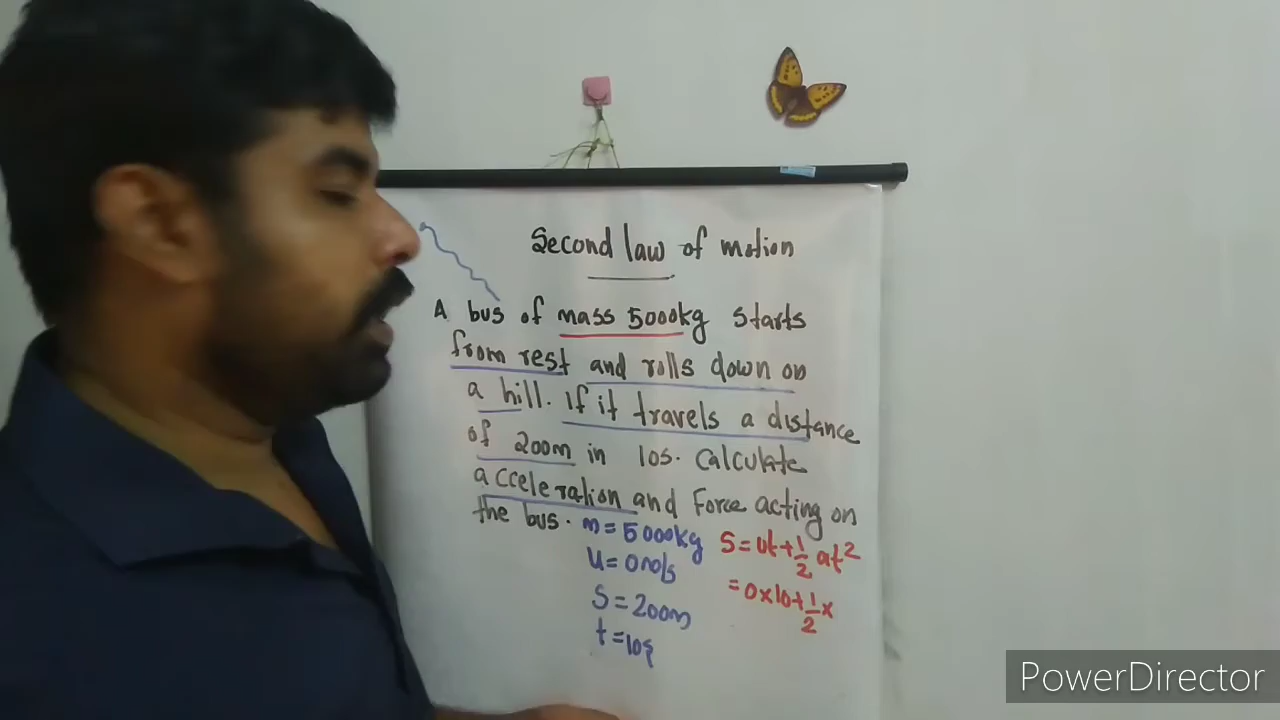 Second law of motion
A bus of mass 5000kg starts
from rest and rolls down on
a hill. If it travels a distance
of 200m in 10s. Calculate
acceleration and Force acting on
the bus.
m = 5000kg
u = 0m/s
S = 200m
t = 10s
S = ut + 1/2 at²
= 0 x 10 + 1/2 x
PowerDirector